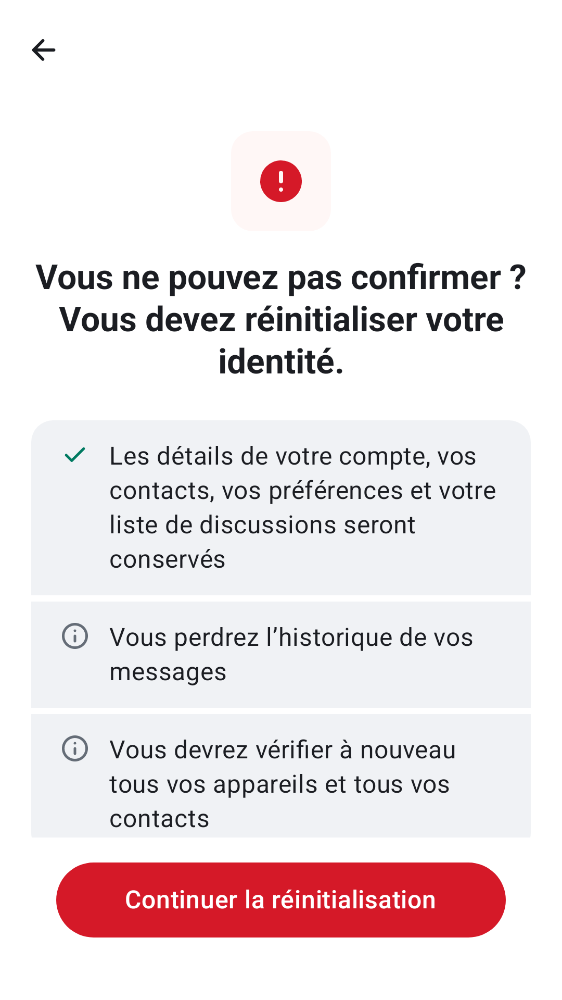 Vous ne pouvez pas confirmer ?
Vous devez réinitialiser votre
identité.
Les détails de votre compte, vos
contacts, vos préférences et votre
liste de discussions seront
conservés
Vous perdrez l’historique de vos
messages
Vous devrez vérifier à nouveau
tous vos appareils et tous vos
contacts
Continuer la réinitialisation